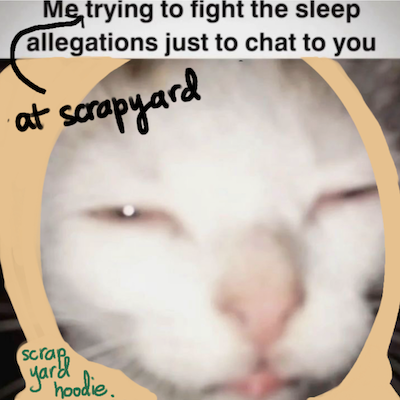 Me trying to fight the sleep
allegations just to chat to you
at scrapyard
scrap
yard
hoodie.